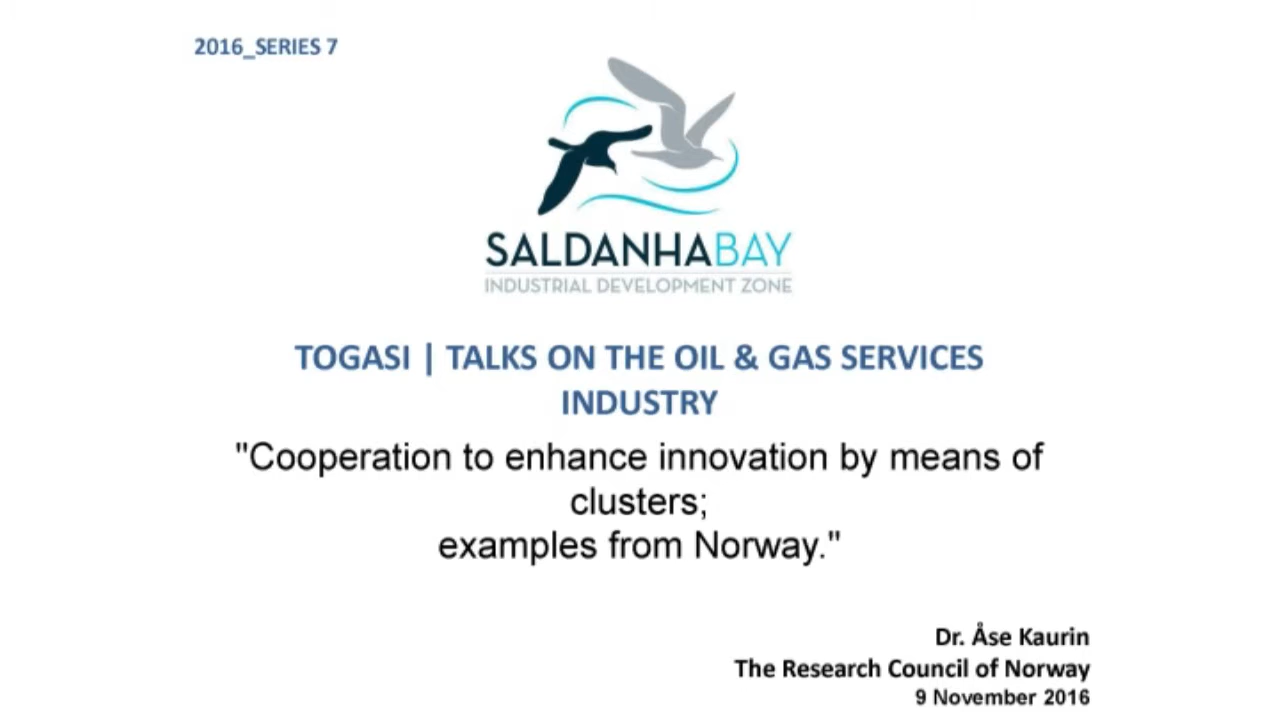 2016_SERIES 7
SALDANHABAY
INDUSTRIAL DEVELOPMENT ZONE
TOGASI | TALKS ON THE OIL & GAS SERVICES
INDUSTRY
"Cooperation to enhance innovation by means of
clusters;
examples from Norway."
Dr. Åse Kaurin
The Research Council of Norway
9 November 2016